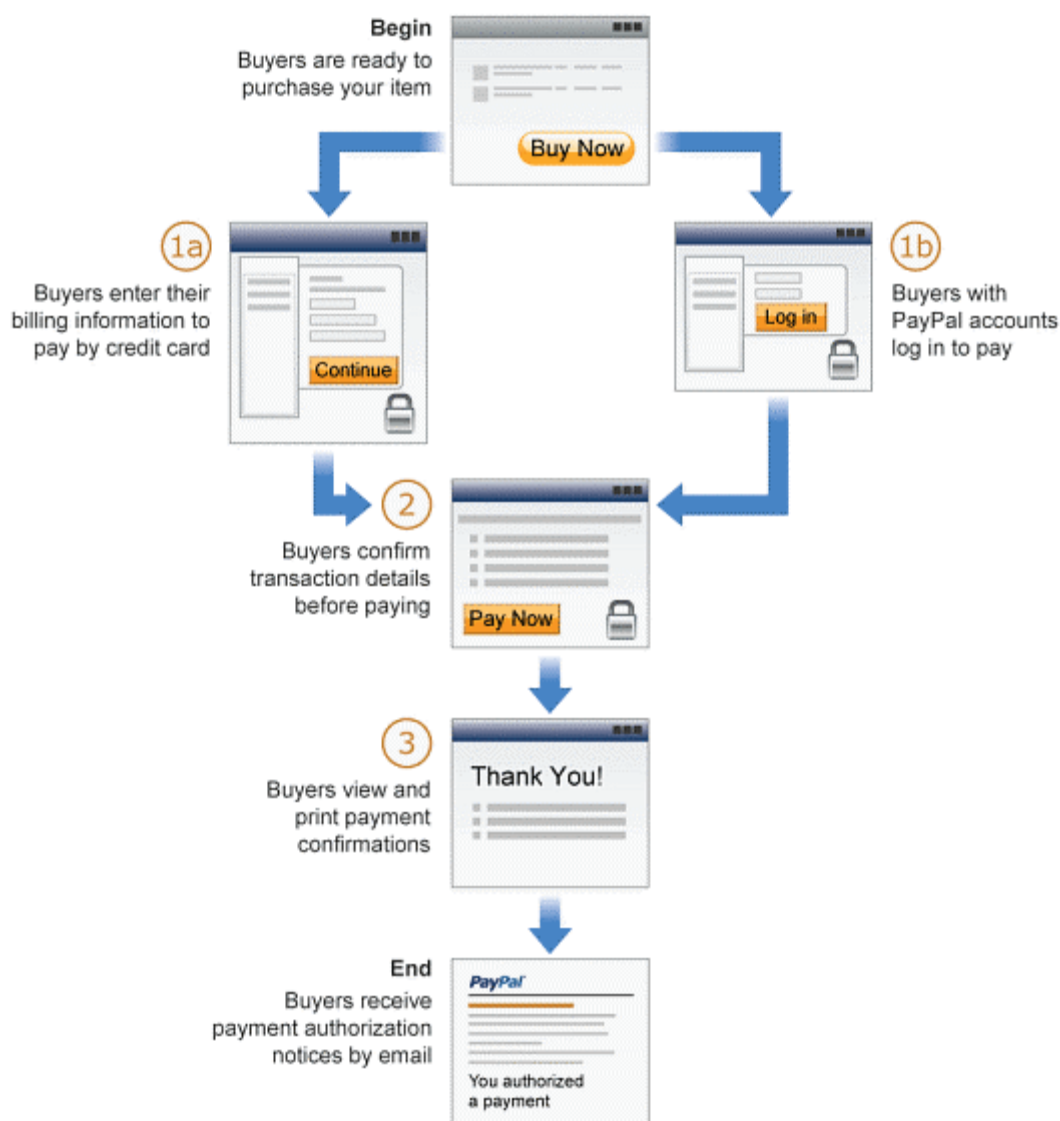 Begin
Buyers are ready to
purchase your item
Buy Now
1a
Buyers enter their
billing information to
pay by credit card
Continue
1b
Buyers with
PayPal accounts
log in to pay
Log in
2
Buyers confirm
transaction details
before paying
Pay Now
3
Buyers view and
print payment
confirmations
Thank You!
End
Buyers receive
payment authorization
notices by email
PayPal
You authorized
a payment